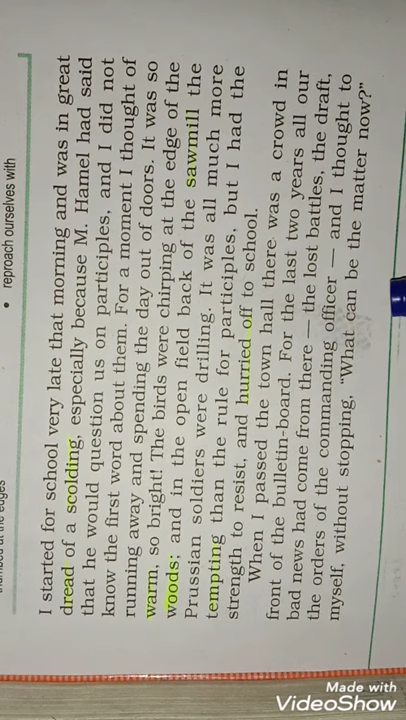 reproach ourselves with
I started for school very late that morning and was in great
dread of a scolding, especially because M. Hamel had said
that he would question us on participles, and I did not
know the first word about them. For a moment I thought of
running away and spending the day out of doors. It was so
warm, so bright! The birds were chirping at the edge of the
woods; and in the open field back of the sawmill the
Prussian soldiers were drilling. It was all much more
tempting than the rule for participles, but I had the
strength to resist, and hurried off to school.
When I passed the town hall there was a crowd in
front of the bulletin-board. For the last two years all our
bad news had come from there — the lost battles, the draft,
the orders of the commanding officer — and I thought to
myself, without stopping, “What can be the matter now?”
Made with
VideoShow